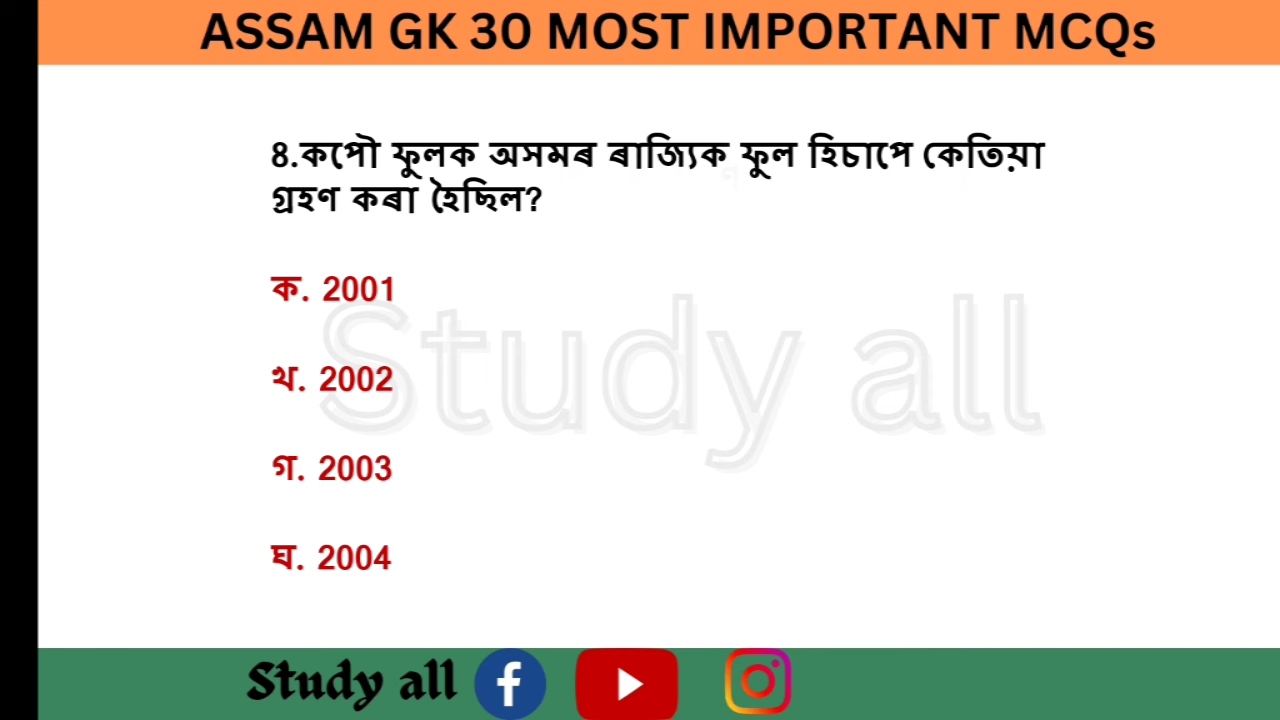 ASSAM GK 30 MOST IMPORTANT MCQs
8.কপৌ ফুলক অসমৰ ৰাজ্যিক ফুল হিচাপে কেতিয়া
গ্ৰহণ কৰা হৈছিল?
ক. 2001
খ. 2002
গ. 2003
ঘ. 2004
Study all
Study all